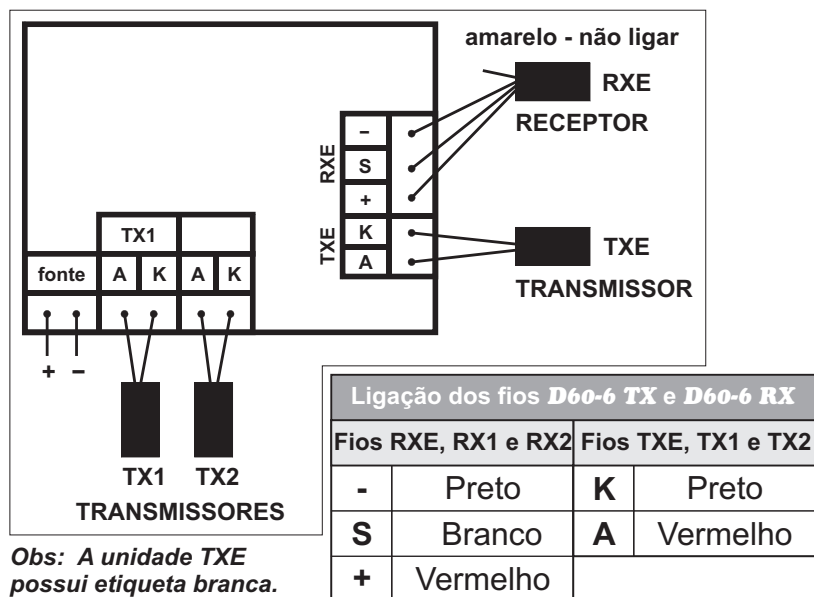 amarelo - não ligar
RXE
RECEPTOR
RXE
-
S
+
TXE
K
A
TXE
TRANSMISSOR
TX1
fonte A K A K
+ -
TX1 TX2
TRANSMISSORES
Obs: A unidade TXE
possui etiqueta branca.
Ligação dos fios D60-6 TX e D60-6 RX
Fios RXE, RX1 e RX2 Fios TXE, TX1 e TX2
- Preto K Preto
S Branco A Vermelho
+ Vermelho